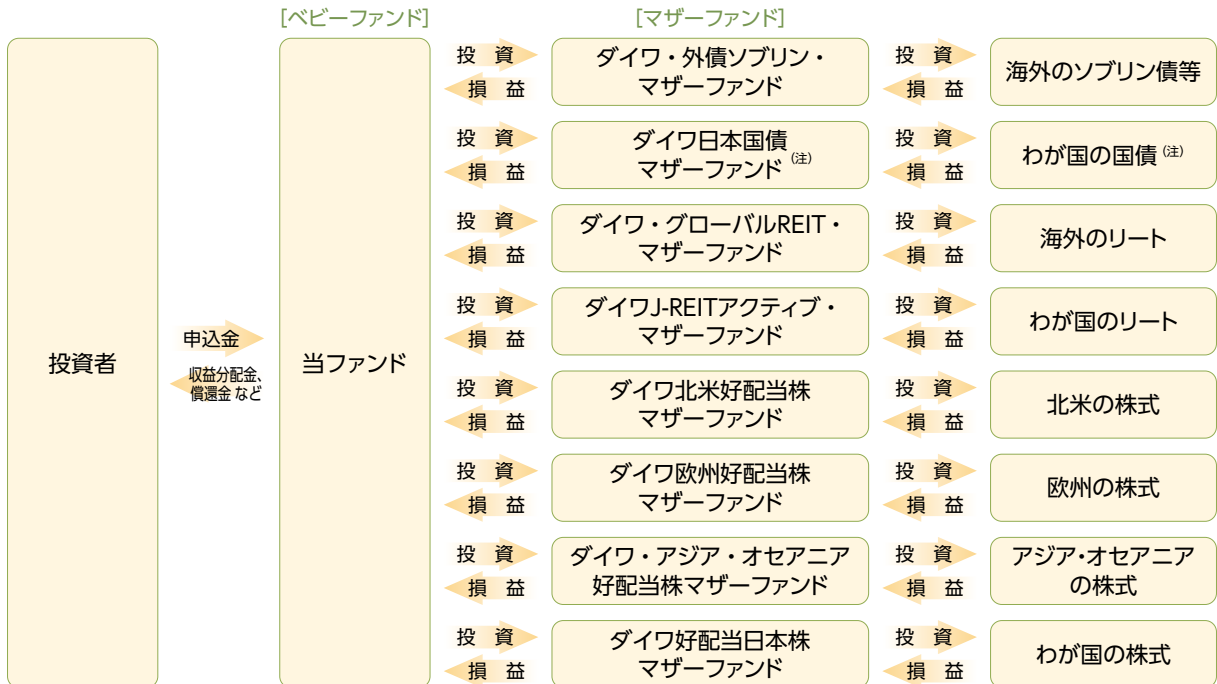 [ベビーファンド]
[マザーファンド]
投資者
申込金
収益分配金、
償還金 など
当ファンド
投 資
損 益
ダイワ・外債ソブリン・
マザーファンド
投 資
損 益
海外のソブリン債等
投 資
損 益
ダイワ日本国債
マザーファンド (注)
投 資
損 益
わが国の国債 (注)
投 資
損 益
ダイワ・グローバルREIT・
マザーファンド
投 資
損 益
海外のリート
投 資
損 益
ダイワJ-REITアクティブ・
マザーファンド
投 資
損 益
わが国のリート
投 資
損 益
ダイワ北米好配当株
マザーファンド
投 資
損 益
北米の株式
投 資
損 益
ダイワ欧州好配当株
マザーファンド
投 資
損 益
欧州の株式
投 資
損 益
ダイワ・アジア・オセアニア
好配当株マザーファンド
投 資
損 益
アジア・オセアニア
の株式
投 資
損 益
ダイワ好配当日本株
マザーファンド
投 資
損 益
わが国の株式